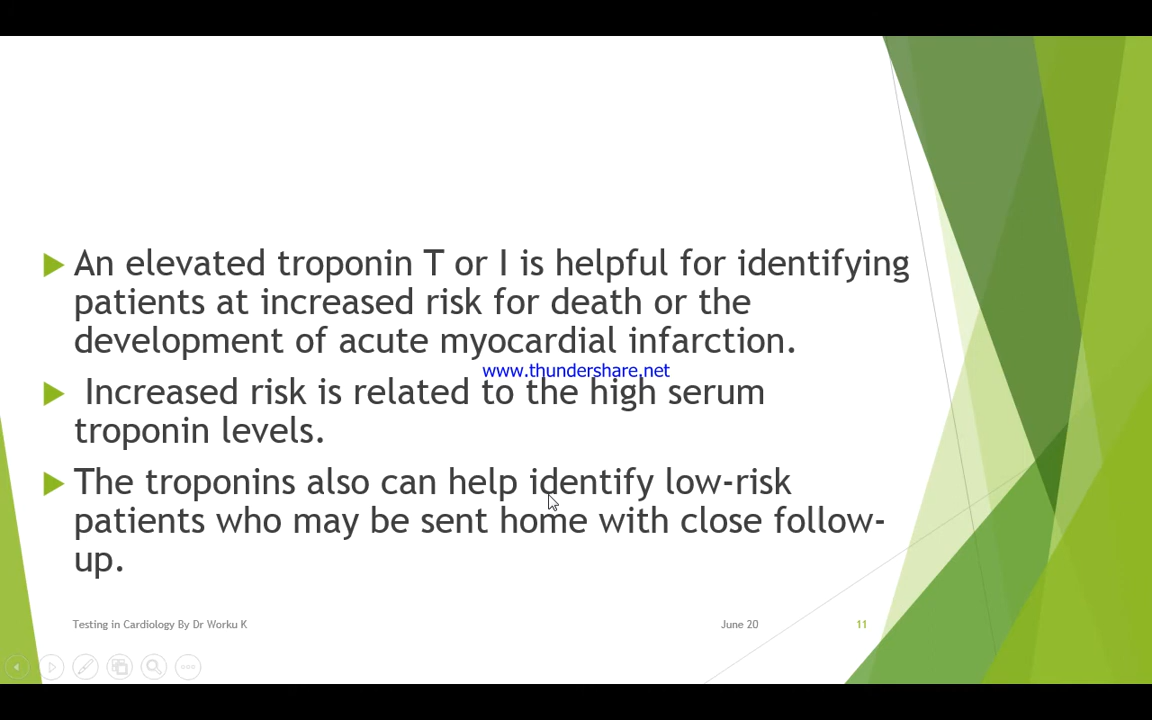 An elevated troponin T or I is helpful for identifying
patients at increased risk for death or the
development of acute myocardial infarction.
www.thundershare.net
Increased risk is related to the high serum
troponin levels.
The troponins also can help identify low-risk
patients who may be sent home with close follow-
up.
Testing in Cardiology By Dr Worku K
June 20
11